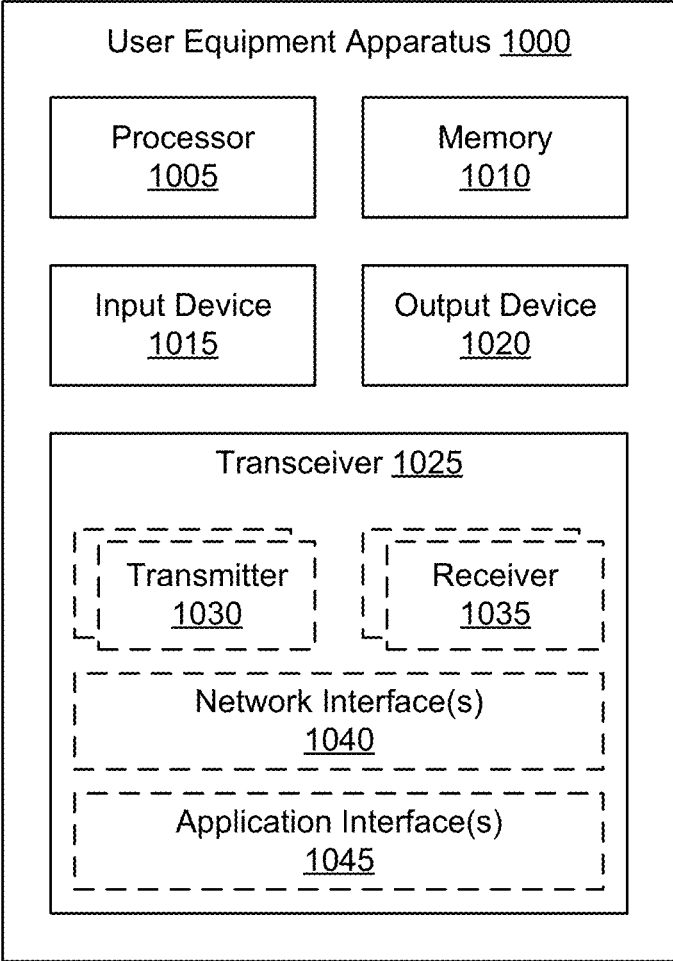 User Equipment Apparatus 1000
Processor
1005
Memory
1010
Input Device
1015
Output Device
1020
Transceiver 1025
Transmitter
1030
Receiver
1035
Network Interface(s)
1040
Application Interface(s)
1045